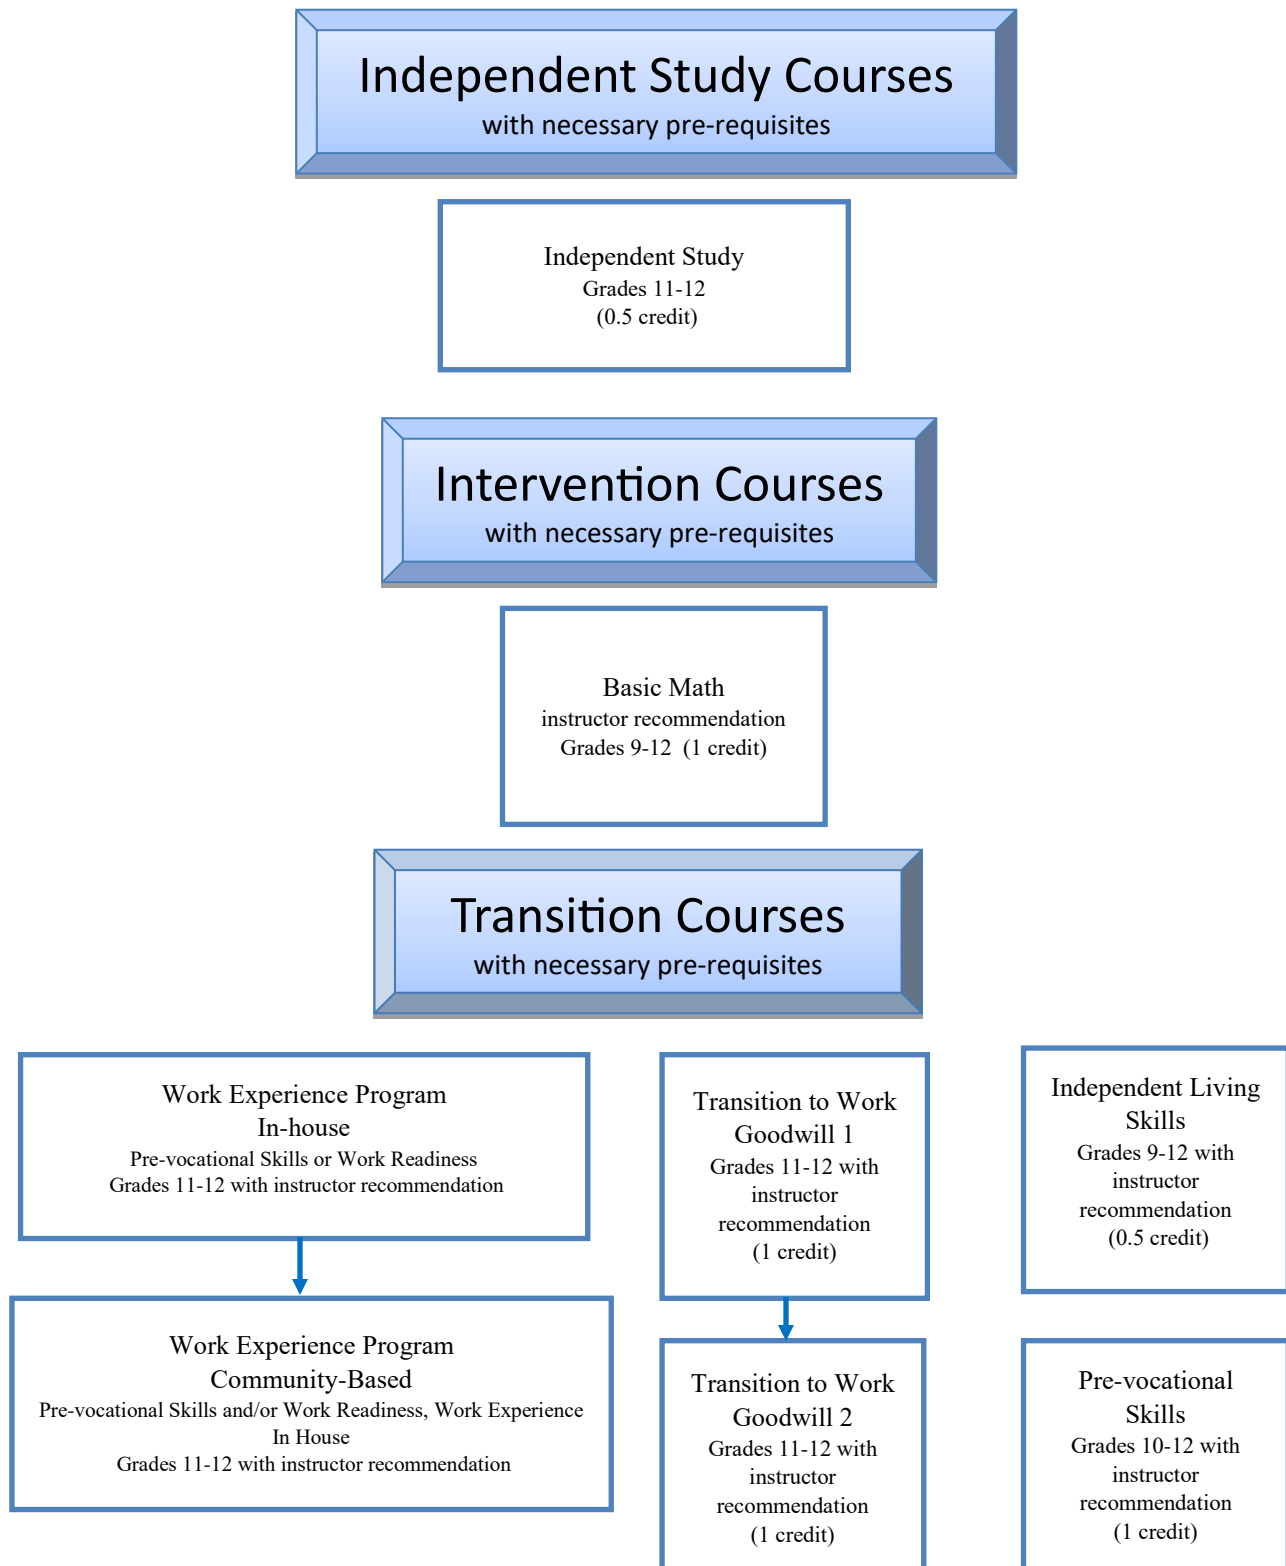 Independent Study Courses
with necessary pre-requisites
Independent Study
Grades 11-12
(0.5 credit)
Intervention Courses
with necessary pre-requisites
Basic Math
instructor recommendation
Grades 9-12 (1 credit)
Transition Courses
with necessary pre-requisites
Work Experience Program
In-house
Pre-vocational Skills or Work Readiness
Grades 11-12 with instructor recommendation
Work Experience Program
Community-Based
Pre-vocational Skills and/or Work Readiness, Work Experience
In House
Grades 11-12 with instructor recommendation
Transition to Work
Goodwill 1
Grades 11-12 with
instructor
recommendation
(1 credit)
Transition to Work
Goodwill 2
Grades 11-12 with
instructor
recommendation
(1 credit)
Independent Living
Skills
Grades 9-12 with
instructor
recommendation
(0.5 credit)
Pre-vocational
Skills
Grades 10-12 with
instructor
recommendation
(1 credit)